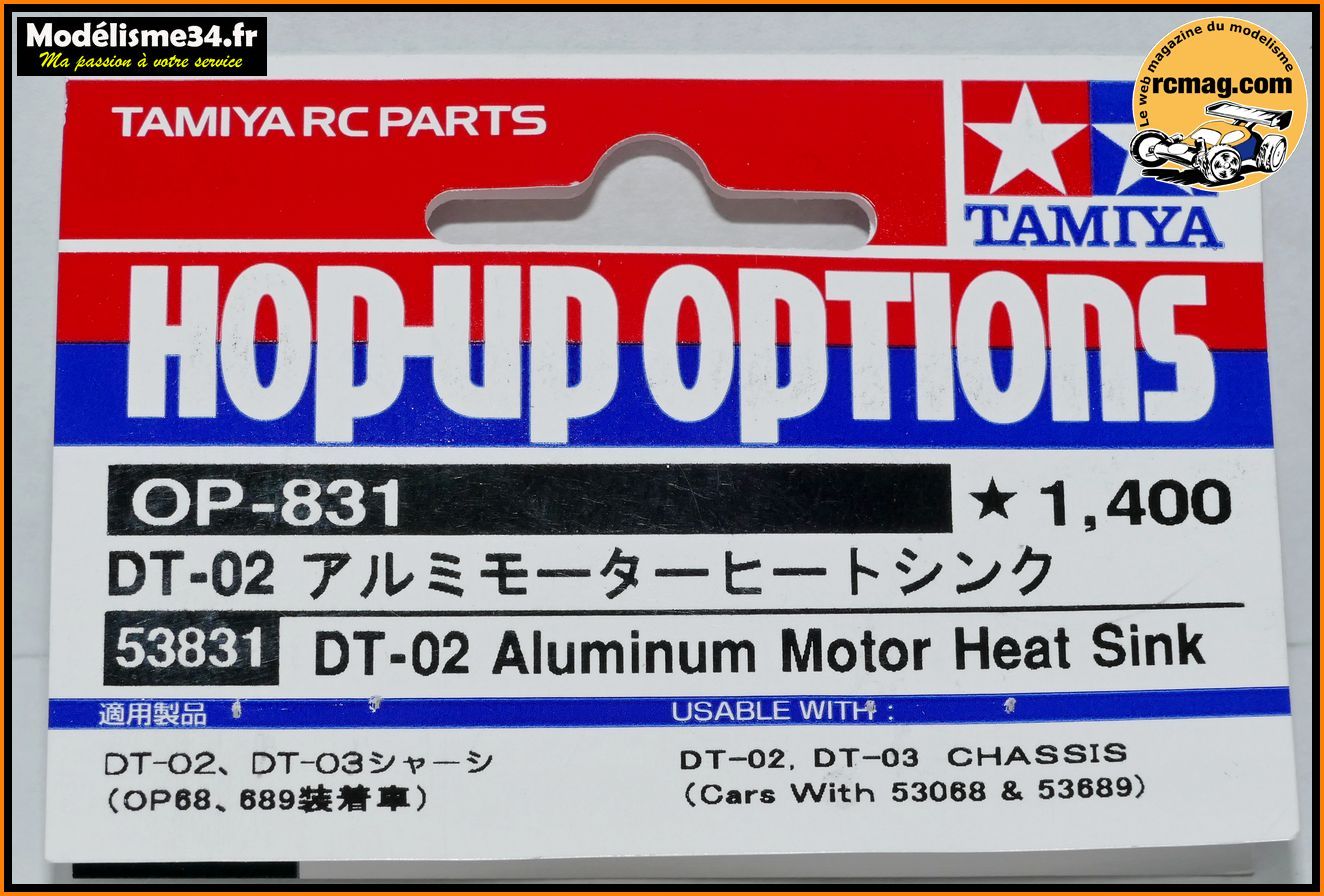 Modélisme34.fr
Ma passion à votre service
Le web magazine du modelisme
rcmag.com
TAMIYA RC PARTS
TAMIYA
HOP-UP OPTIONS
OP-831
★ 1,400
DT-02 アルミモーターヒートシンク
53831 DT-02 Aluminum Motor Heat Sink
適用製品
USABLE WITH :
DT-02、DT-03シャーシ
(OP68、689装着車)
DT-02, DT-03 CHASSIS
(Cars With 53068 & 53689)